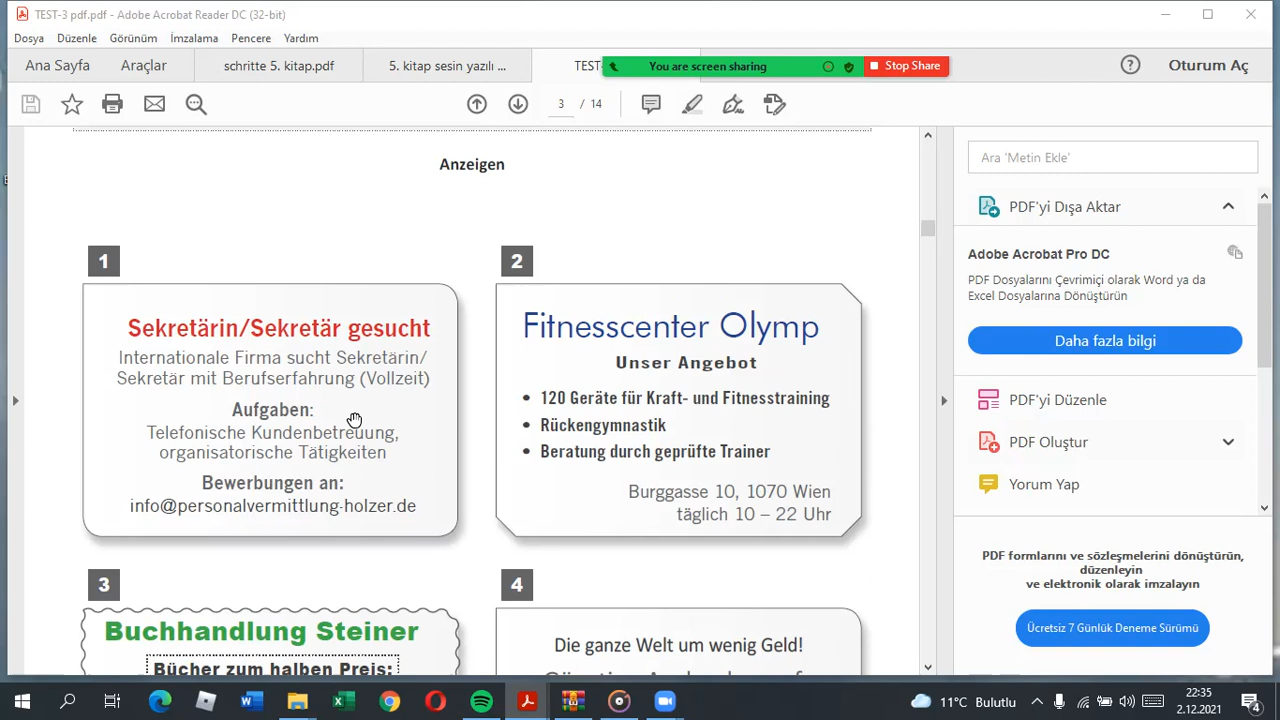 TEST-3 pdf.pdf - Adobe Acrobat Reader DC (32-bit)
Dosya Düzenle Görünüm İmzalama Pencere Yardım
Ana Sayfa Araçlar schritte 5. kitap.pdf 5. kitap sesin yazılı ... TEST- You are screen sharing Stop Share Oturum Aç
3 / 14
Anzeigen
1
Sekretärin/Sekretär gesucht
Internationale Firma sucht Sekretärin/
Sekretär mit Berufserfahrung (Vollzeit)
Aufgaben:
Telefonische Kundenbetreuung,
organisatorische Tätigkeiten
Bewerbungen an:
info@personalvermittlung-holzer.de
2
Fitnesscenter Olymp
Unser Angebot
• 120 Geräte für Kraft- und Fitnesstraining
• Rückengymnastik
• Beratung durch geprüfte Trainer
Burggasse 10, 1070 Wien
täglich 10 – 22 Uhr
3
Buchhandlung Steiner
Bücher zum halben Preis:
4
Die ganze Welt um wenig Geld!
Ara 'Metin Ekle'
PDF'yi Dışa Aktar
Adobe Acrobat Pro DC
PDF Dosyalarını Çevrimiçi olarak Word ya da
Excel Dosyalarına Dönüştürün
Daha fazla bilgi
PDF'yi Düzenle
PDF Oluştur
Yorum Yap
PDF formlarını ve sözleşmelerini dönüştürün,
düzenleyin
ve elektronik olarak imzalayın
Ücretsiz 7 Günlük Deneme Sürümü
11°C Bulutlu
22:35
2.12.2021
4